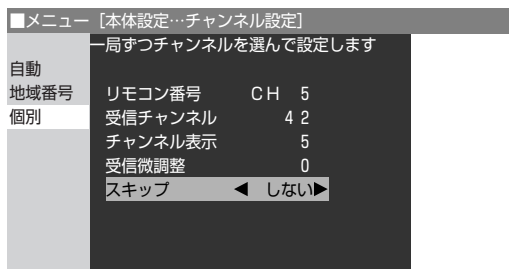 ■メニュー [本体設定…チャンネル設定]
一局ずつチャンネルを選んで設定します
自動
地域番号
個別
リモコン番号 CH 5
受信チャンネル 42
チャンネル表示 5
受信微調整 0
スキップ ◀ しない▶